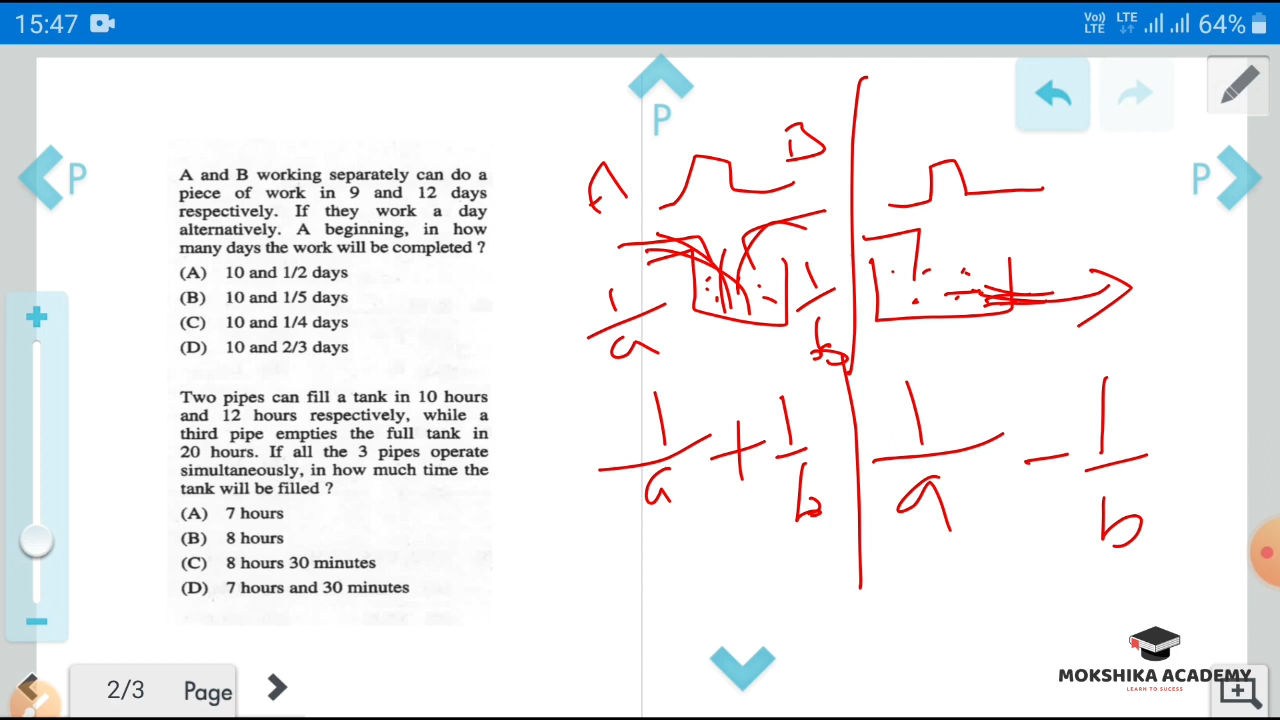 15:47
Vo)) LTE LTE 64%
P
P
P
A and B working separately can do a
piece of work in 9 and 12 days
respectively. If they work a day
alternatively. A beginning, in how
many days the work will be completed ?
(A) 10 and 1/2 days
(B) 10 and 1/5 days
(C) 10 and 1/4 days
(D) 10 and 2/3 days
Two pipes can fill a tank in 10 hours
and 12 hours respectively, while a
third pipe empties the full tank in
20 hours. If all the 3 pipes operate
simultaneously, in how much time the
tank will be filled ?
(A) 7 hours
(B) 8 hours
(C) 8 hours 30 minutes
(D) 7 hours and 30 minutes
A B
1/a 1/b
1/a + 1/b
1/a - 1/b
2/3 Page
MOKSHIKA ACADEMY
LEARN TO SUCESS